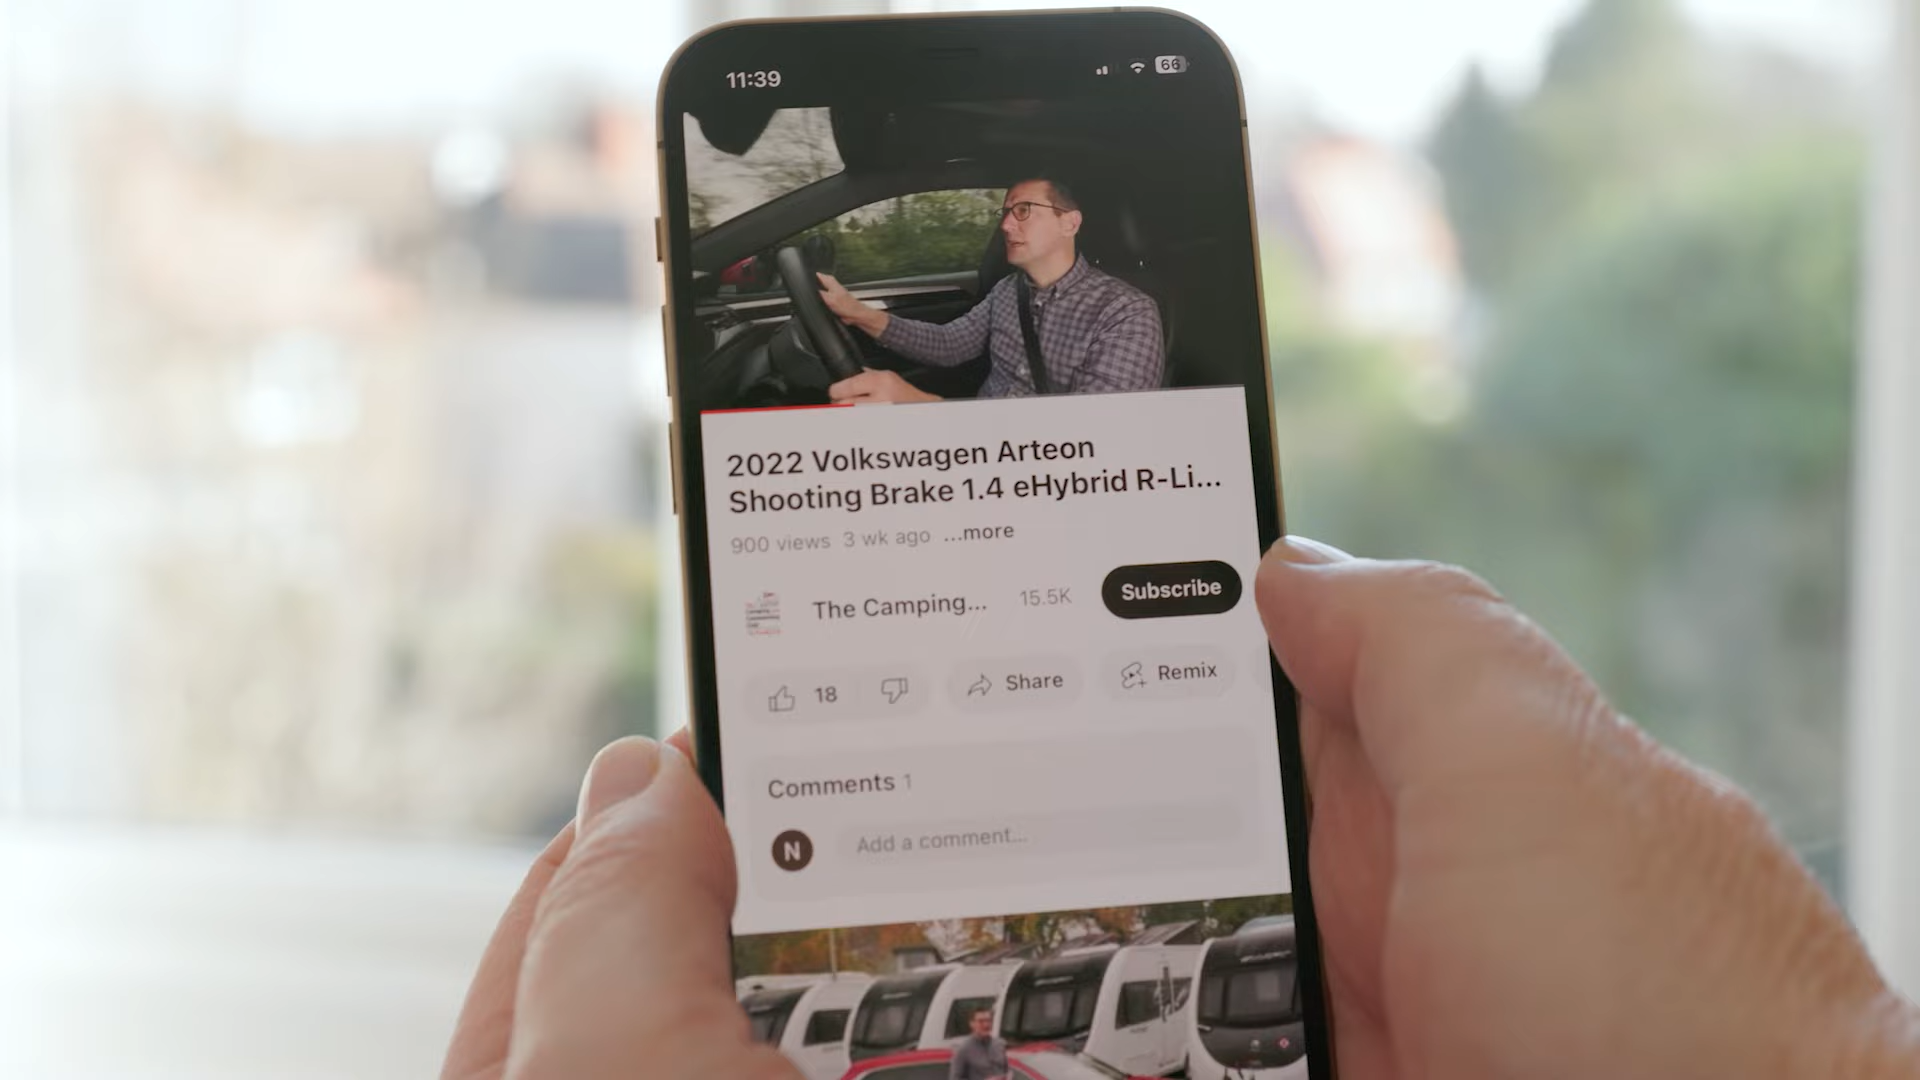 11:39
66
2022 Volkswagen Arteon
Shooting Brake 1.4 eHybrid R-Li...
900 views 3 wk ago ...more
The Camping... 15.5K Subscribe
18 Share Remix
Comments 1
N Add a comment...